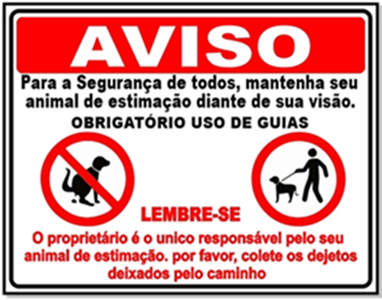 AVISO
Para a Segurança de todos, mantenha seu
animal de estimação diante de sua visão.
OBRIGATÓRIO USO DE GUIAS
LEMBRE-SE
O proprietário é o unico responsável pelo seu
animal de estimação. por favor, colete os dejetos
deixados pelo caminho